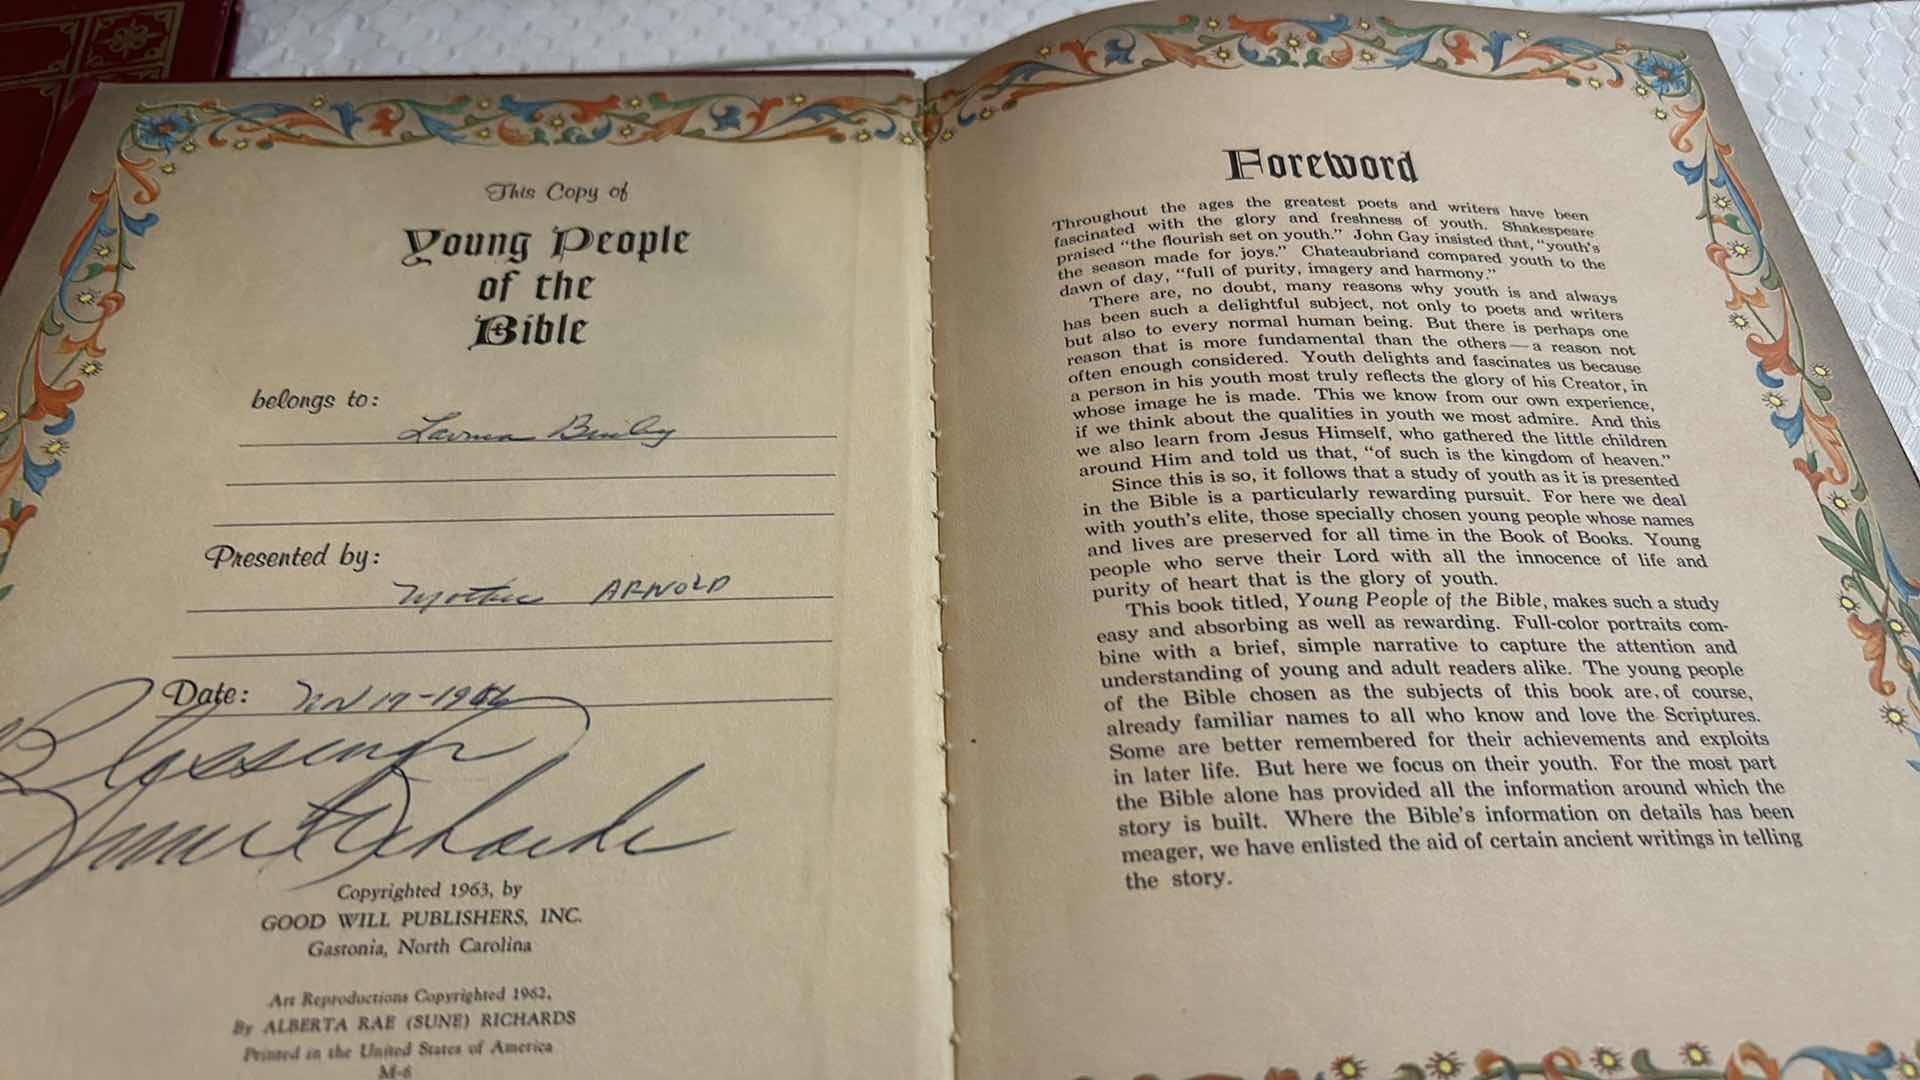 This Copy of
Young People
of the
Bible
belongs to:
Presented by:
Mother ARNOLD
Date:
Blessings
Copyrighted 1963, by
GOOD WILL PUBLISHERS, INC.
Gastonia, North Carolina
Art Reproductions Copyrighted 1962,
By ALBERTA RAE (SUNE) RICHARDS
Printed in the United States of America
M-6
Foreword
Throughout the ages the greatest poets and writers have been
fascinated with the glory and freshness of youth. Shakespeare
praised "the flourish set on youth." John Gay insisted that, "youth's
the season made for joys." Chateaubriand compared youth to the
dawn of day, "full of purity, imagery and harmony."
There are, no doubt, many reasons why youth is and always
has been such a delightful subject, not only to poets and writers
but also to every normal human being. But there is perhaps one
reason that is more fundamental than the others — a reason not
often enough considered. Youth delights and fascinates us because
a person in his youth most truly reflects the glory of his Creator, in
whose image he is made. This we know from our own experience,
if we think about the qualities in youth we most admire. And this
we also learn from Jesus Himself, who gathered the little children
around Him and told us that, "of such is the kingdom of heaven."
Since this is so, it follows that a study of youth as it is presented
in the Bible is a particularly rewarding pursuit. For here we deal
with youth's elite, those specially chosen young people whose names
and lives are preserved for all time in the Book of Books. Young
people who serve their Lord with all the innocence of life and
purity of heart that is the glory of youth.
This book titled, Young People of the Bible, makes such a study
easy and absorbing as well as rewarding. Full-color portraits com-
bine with a brief, simple narrative to capture the attention and
understanding of young and adult readers alike. The young people
of the Bible chosen as the subjects of this book are, of course,
already familiar names to all who know and love the Scriptures.
Some are better remembered for their achievements and exploits
in later life. But here we focus on their youth. For the most part
the Bible alone has provided all the information around which the
story is built. Where the Bible's information on details has been
meager, we have enlisted the aid of certain ancient writings in telling
the story.